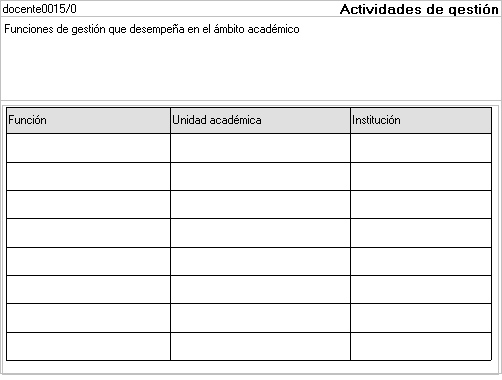 docente0015/0 Actividades de gestión
Funciones de gestión que desempeña en el ámbito académico
Función Unidad académica Institución